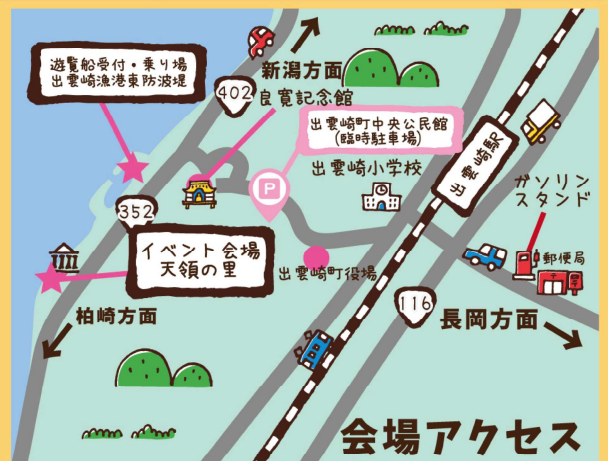 遊覧船受付・乗り場
出雲崎漁港東防波堤
新潟方面
402
良寛記念館
出雲崎町中央公民館
(臨時駐車場)
出雲崎駅
出雲崎小学校
ガソリン
スタンド
P
352
イベント会場
天領の里
出雲崎町役場
郵便局
116
柏崎方面
長岡方面
会場アクセス